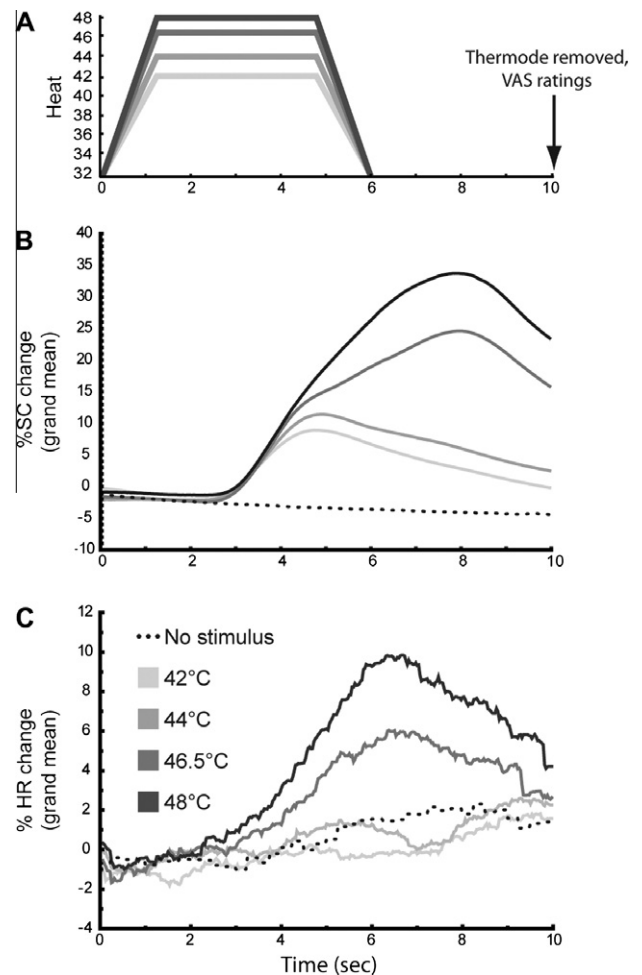 A
Heat
48
46
44
42
40
38
36
34
32
0
2
4
6
8
10
Thermode removed,
VAS ratings
B
%SC change
(grand mean)
40
35
30
25
20
15
10
5
0
-5
-10
0
2
4
6
8
10
C
% HR change
(grand mean)
12
10
8
6
4
2
0
-2
-4
No stimulus
42°C
44°C
46.5°C
48°C
0
2
4
6
8
10
Time (sec)